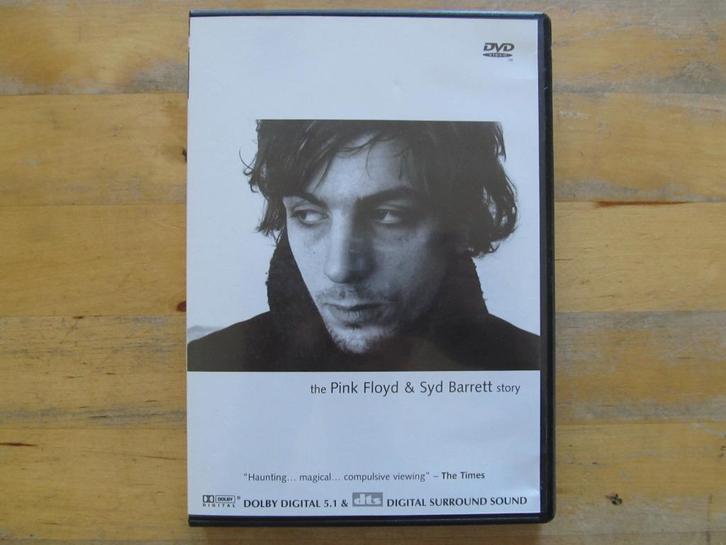 DVD
VIDEO
the Pink Floyd & Syd Barrett story
"Haunting... magical... compulsive viewing" – The Times
DOLBY
DIGITAL
DOLBY DIGITAL 5.1 & dts DIGITAL SURROUND SOUND